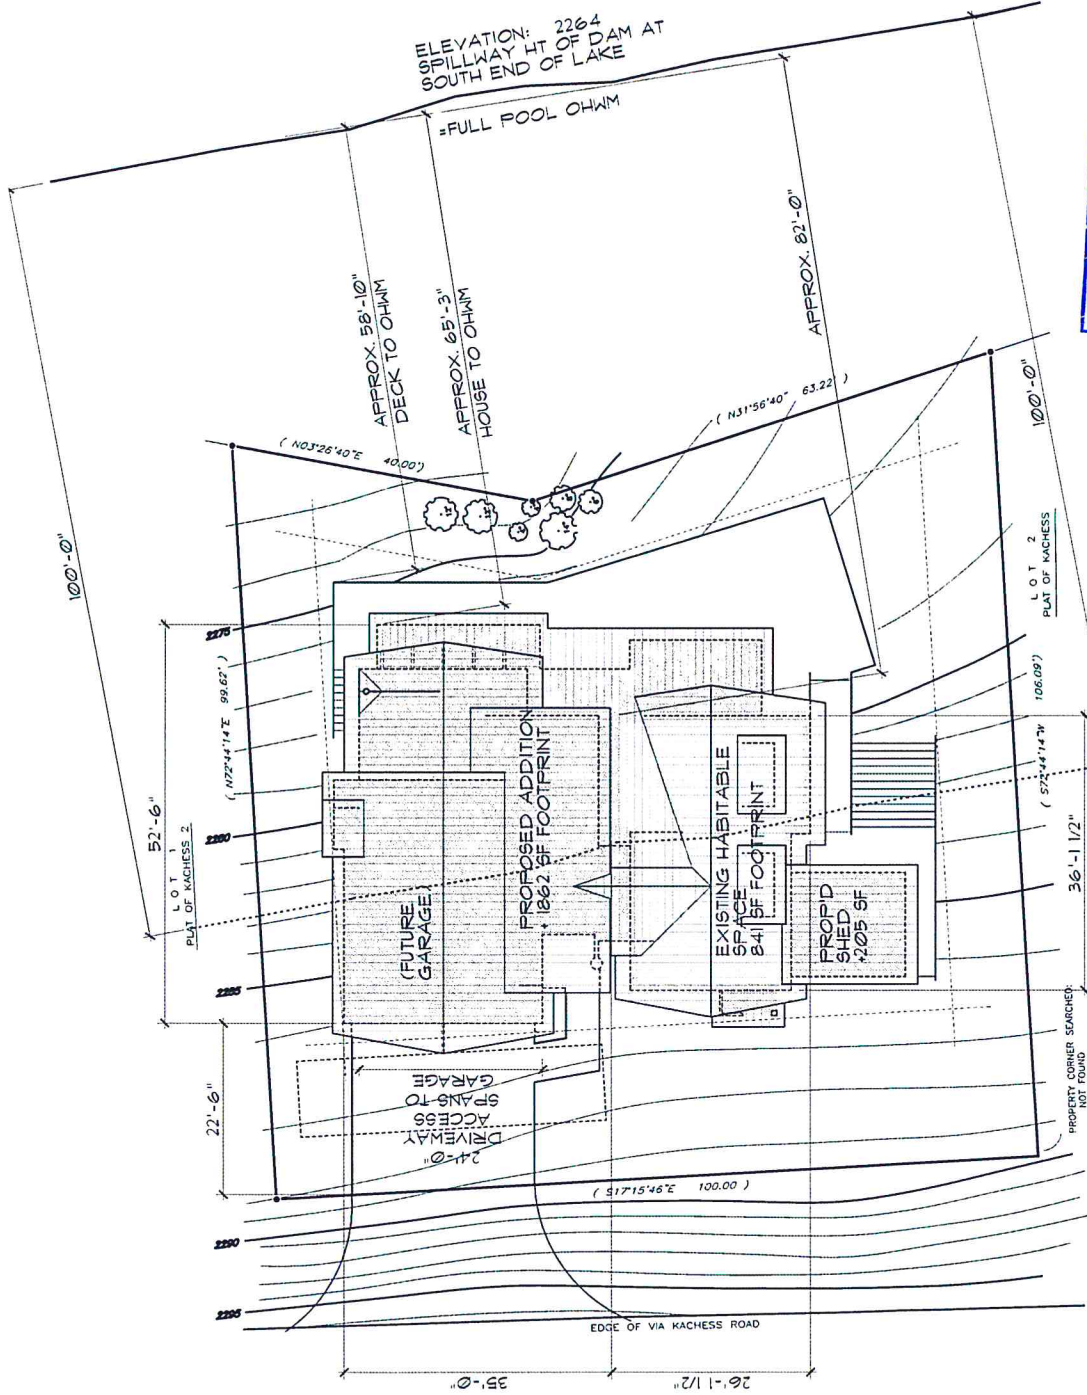 ELEVATION: 2264
SPILLWAY HT OF DAM AT
SOUTH END OF LAKE
=FULL POOL OHWM
100'-0"
APPROX. 58'-10"
DECK TO OHWM
APPROX. 65'-3"
HOUSE TO OHWM
APPROX. 82'-0"
( N03°26'40"E 40.00')
( N31°56'40" 63.22' )
100'-0"
52'-6"
LOT 1
PLAT OF KACHESS 2
( N72°44'14"E 99.62' )
2275
2280
2285
2290
2295
22'-6"
(FUTURE
GARAGE)
PROPOSED ADDITION
+1862 SF FOOTPRINT
EXISTING HABITABLE
SPACE
841 SF FOOTPRINT
PROP'D
SHED
+205 SF
LOT 2
PLAT OF KACHESS
( S72°44'14"W 106.09')
36'-1 1/2"
24'-0"
DRIVEWAY
ACCESS
SPANS TO
GARAGE
( S17°15'46"E 100.00 )
PROPERTY CORNER SEARCHED:
NOT FOUND
EDGE OF VIA KACHESS ROAD
35'-0"
26'-1 1/2"